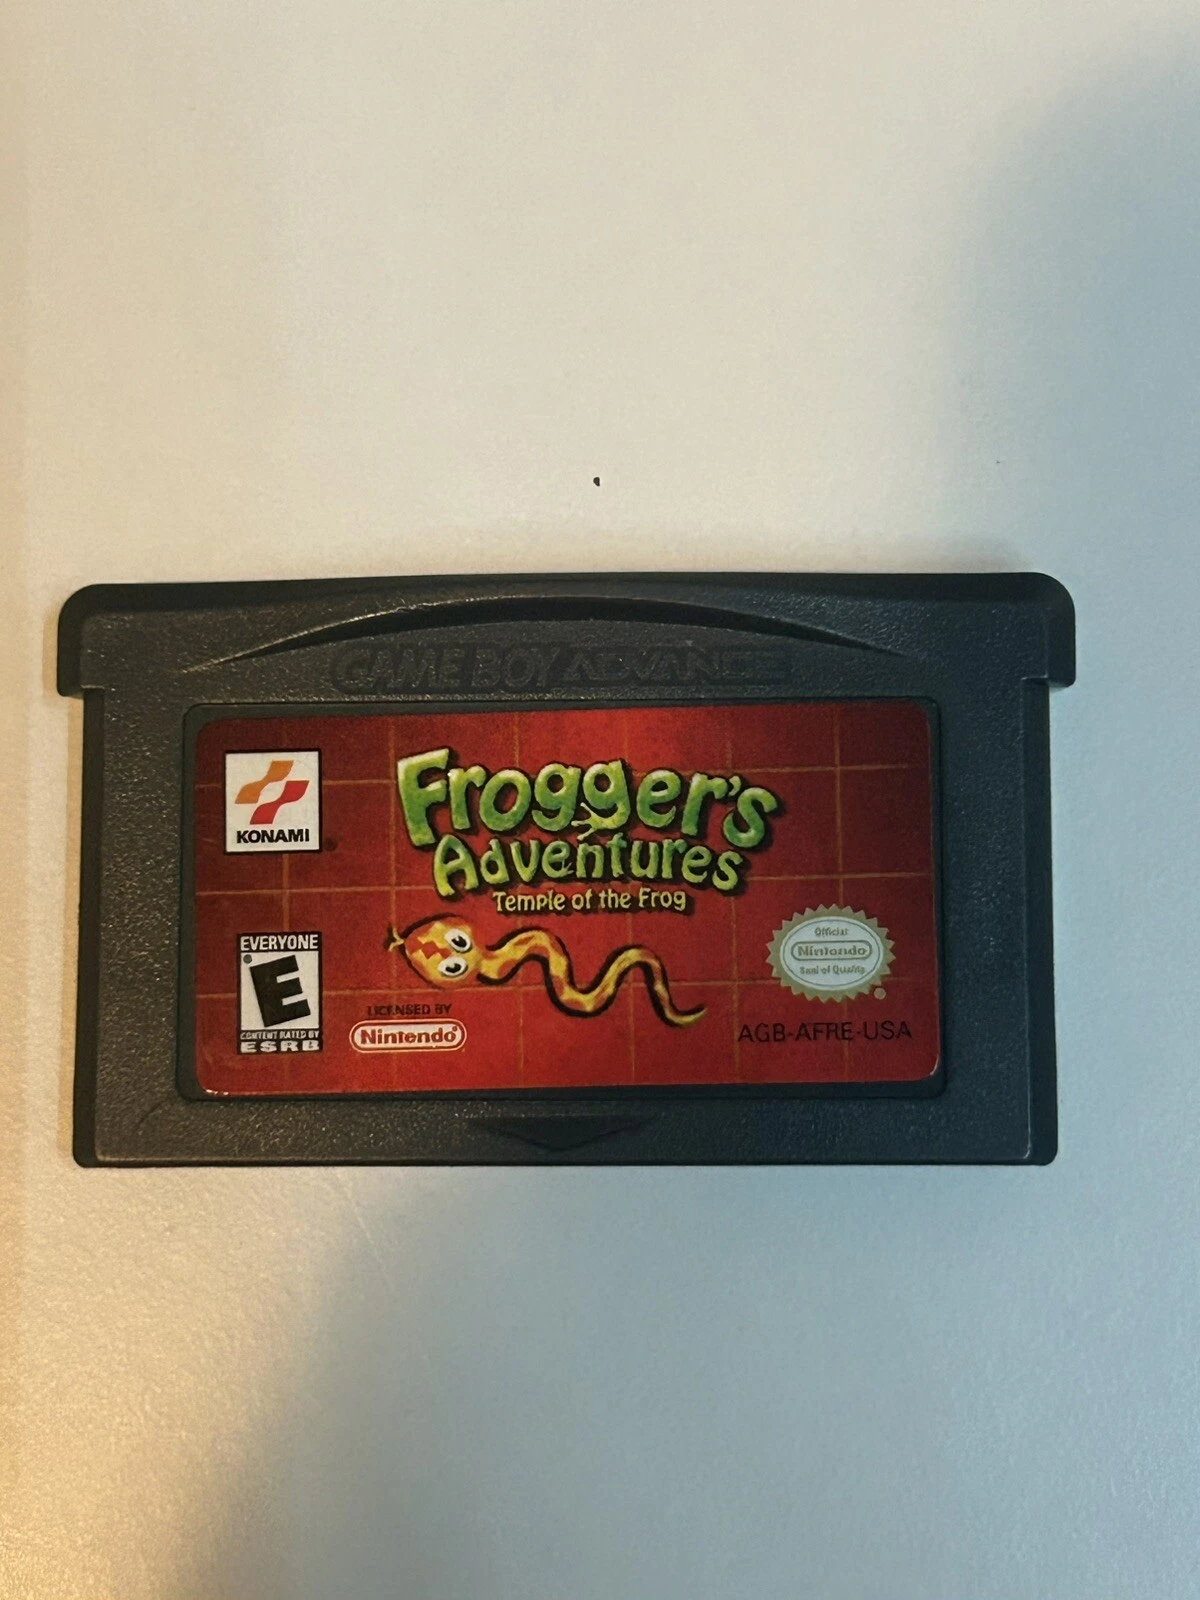 GAME BOY ADVANCE
KONAMI
Frogger's
Adventures
Temple of the Frog
EVERYONE
E
CONTENT RATED BY
ESRB
LICENSED BY
Nintendo
Official
Nintendo
Seal of Quality
AGB-AFRE-USA